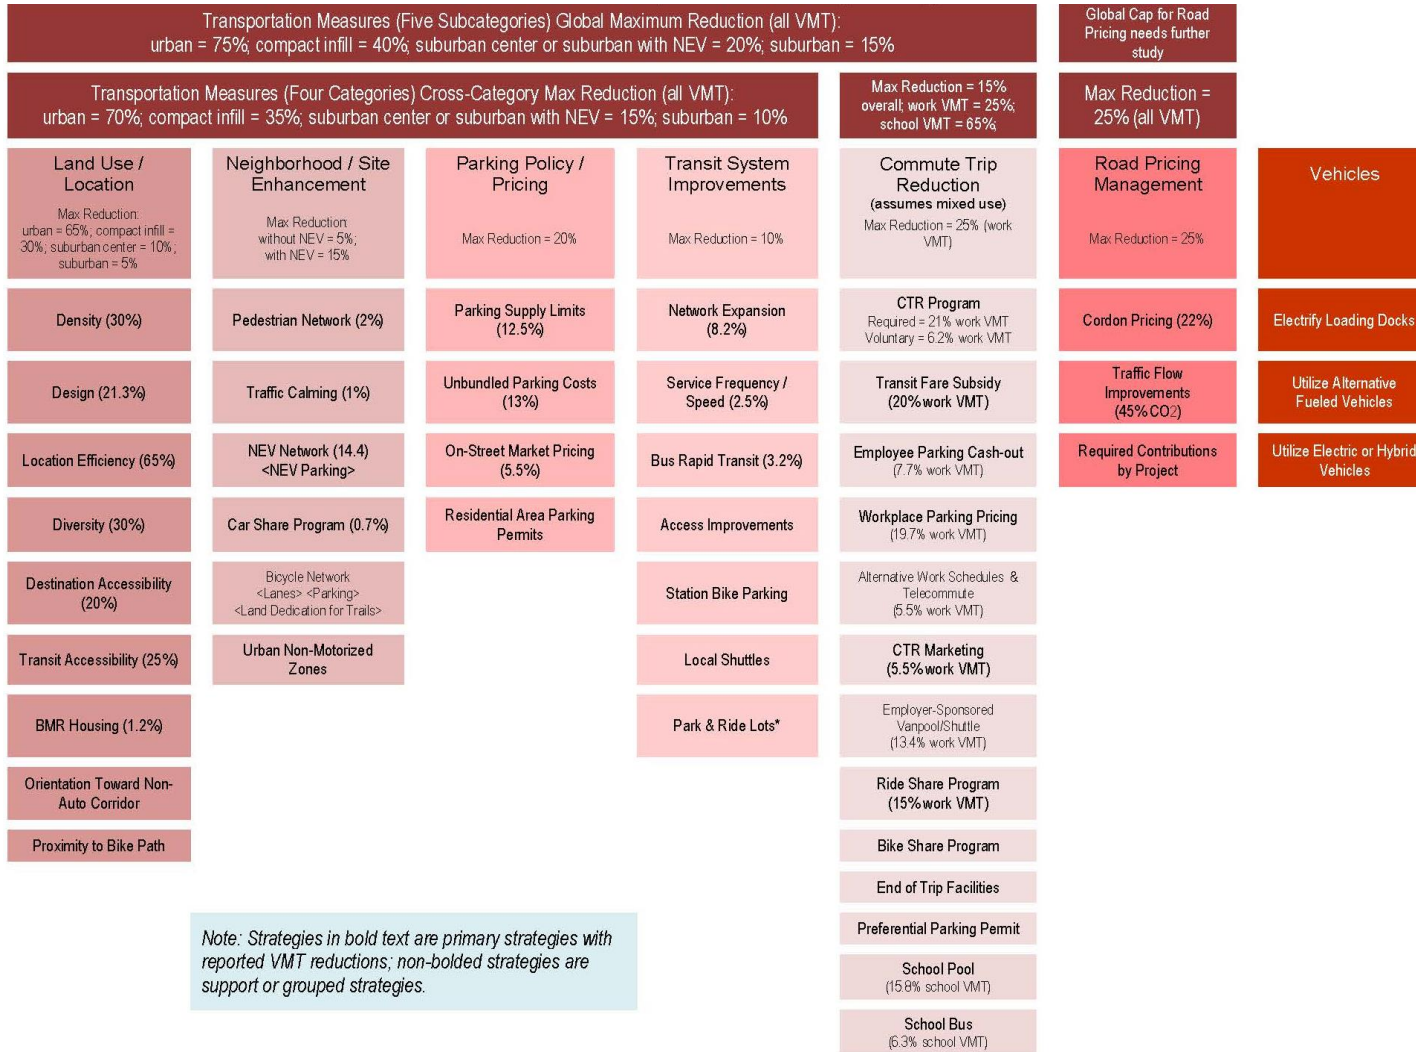 Transportation Measures (Five Subcategories) Global Maximum Reduction (all VMT):
urban = 75%; compact infill = 40%; suburban center or suburban with NEV = 20%; suburban = 15%
Global Cap for Road
Pricing needs further
study
Transportation Measures (Four Categories) Cross-Category Max Reduction (all VMT):
urban = 70%; compact infill = 35%; suburban center or suburban with NEV = 15%; suburban = 10%
Max Reduction = 15%
overall; work VMT = 25%;
school VMT = 65%;
Max Reduction =
25% (all VMT)
Land Use /
Location
Max Reduction:
urban = 65%; compact infill =
30%; suburban center = 10%;
suburban = 5%
Density (30%)
Design (21.3%)
Location Efficiency (65%)
Diversity (30%)
Destination Accessibility
(20%)
Transit Accessibility (25%)
BMR Housing (1.2%)
Orientation Toward Non-
Auto Corridor
Proximity to Bike Path
Neighborhood / Site
Enhancement
Max Reduction:
without NEV = 5%;
with NEV = 15%
Pedestrian Network (2%)
Traffic Calming (1%)
NEV Network (14.4)
<NEV Parking>
Car Share Program (0.7%)
Bicycle Network
<Lanes> <Parking>
<Land Dedication for Trails>
Urban Non-Motorized
Zones
Parking Policy /
Pricing
Max Reduction = 20%
Parking Supply Limits
(12.5%)
Unbundled Parking Costs
(13%)
On-Street Market Pricing
(5.5%)
Residential Area Parking
Permits
Transit System
Improvements
Max Reduction = 10%
Network Expansion
(8.2%)
Service Frequency /
Speed (2.5%)
Bus Rapid Transit (3.2%)
Access Improvements
Station Bike Parking
Local Shuttles
Park & Ride Lots*
Commute Trip
Reduction
(assumes mixed use)
Max Reduction = 25% (work
VMT)
CTR Program
Required = 21% work VMT
Voluntary = 6.2% work VMT
Transit Fare Subsidy
(20% work VMT)
Employee Parking Cash-out
(7.7% work VMT)
Workplace Parking Pricing
(19.7% work VMT)
Alternative Work Schedules &
Telecommute
(5.5% work VMT)
CTR Marketing
(5.5% work VMT)
Employer-Sponsored
Vanpool/Shuttle
(13.4% work VMT)
Ride Share Program
(15% work VMT)
Bike Share Program
End of Trip Facilities
Preferential Parking Permit
School Pool
(15.8% school VMT)
School Bus
(6.3% school VMT)
Road Pricing
Management
Max Reduction = 25%
Cordon Pricing (22%)
Traffic Flow
Improvements
(45% CO2)
Required Contributions
by Project
Vehicles
Electrify Loading Docks
Utilize Alternative
Fueled Vehicles
Utilize Electric or Hybrid
Vehicles
Note: Strategies in bold text are primary strategies with
reported VMT reductions; non-bolded strategies are
support or grouped strategies.